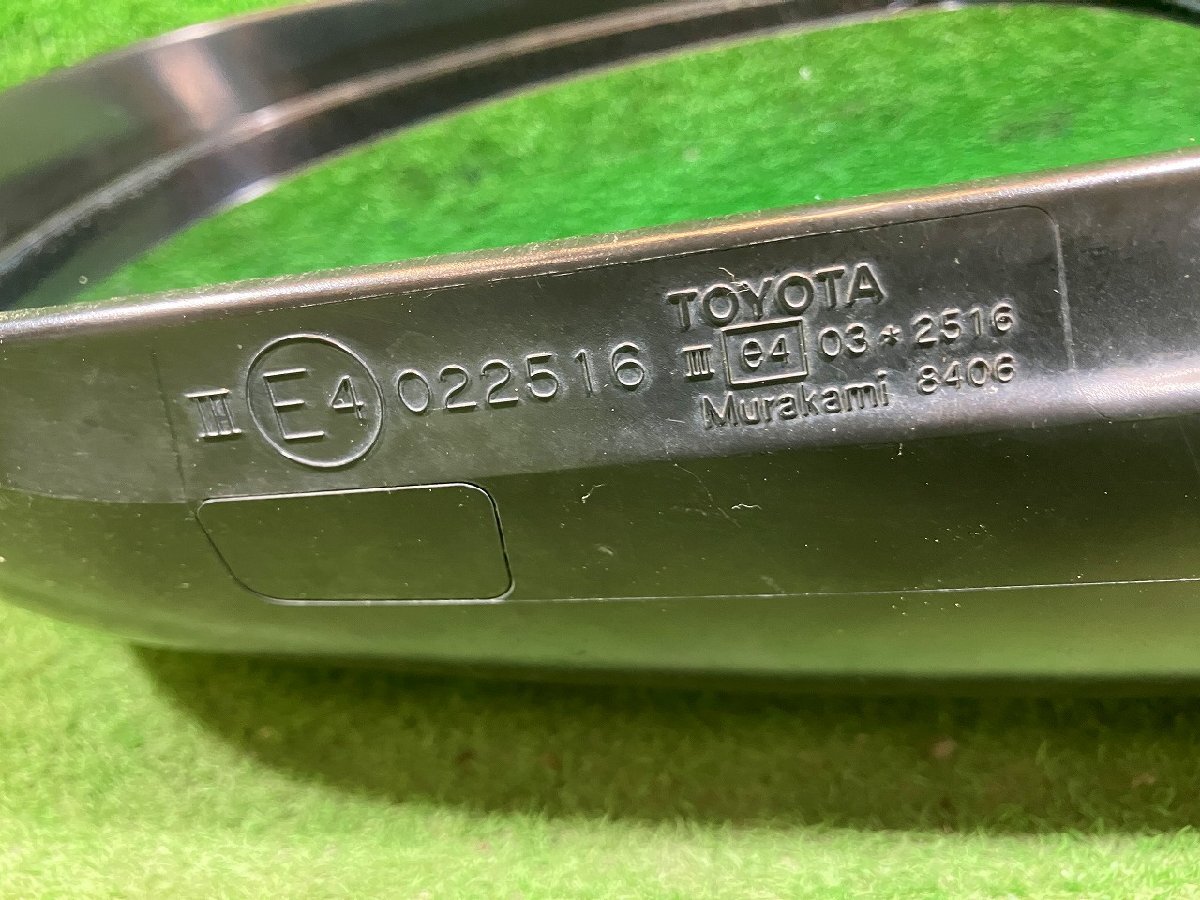 III E4 022516
TOYOTA
III e4 03*2516
Murakami 8406